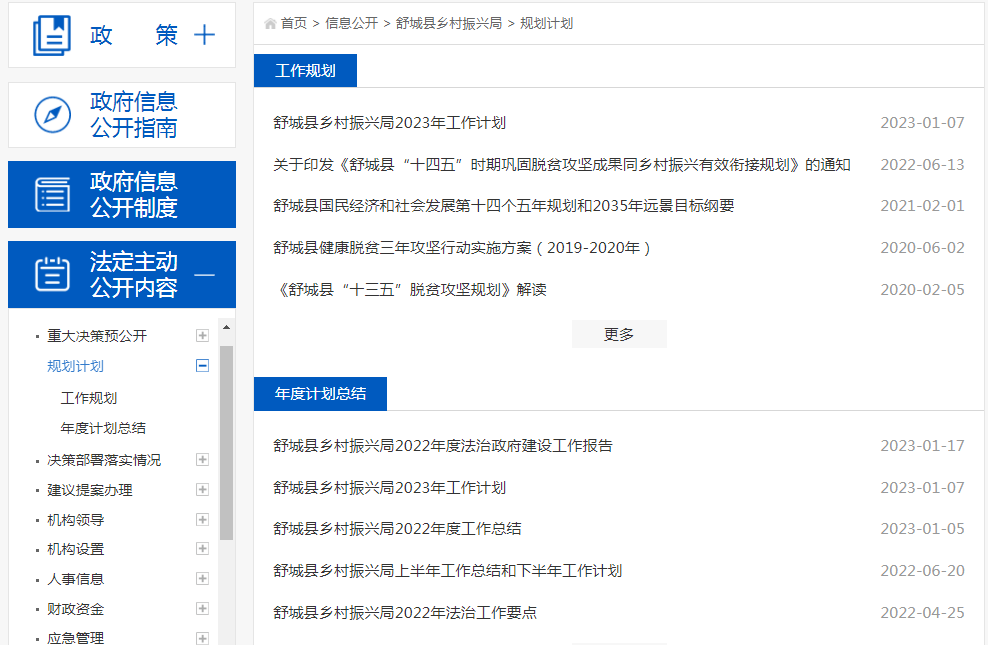 政 策
政府信息
公开指南
政府信息
公开制度
法定主动
公开内容
重大决策预公开
规划计划
工作规划
年度计划总结
决策部署落实情况
建议提案办理
机构领导
机构设置
人事信息
财政资金
应急管理
首页 > 信息公开 > 舒城县乡村振兴局 > 规划计划
工作规划
舒城县乡村振兴局2023年工作计划 2023-01-07
关于印发《舒城县“十四五”时期巩固脱贫攻坚成果同乡村振兴有效衔接规划》的通知 2022-06-13
舒城县国民经济和社会发展第十四个五年规划和2035年远景目标纲要 2021-02-01
舒城县健康脱贫三年攻坚行动实施方案（2019-2020年） 2020-06-02
《舒城县“十三五”脱贫攻坚规划》解读 2020-02-05
更多
年度计划总结
舒城县乡村振兴局2022年度法治政府建设工作报告 2023-01-17
舒城县乡村振兴局2023年工作计划 2023-01-07
舒城县乡村振兴局2022年度工作总结 2023-01-05
舒城县乡村振兴局上半年工作总结和下半年工作计划 2022-06-20
舒城县乡村振兴局2022年法治工作要点 2022-04-25